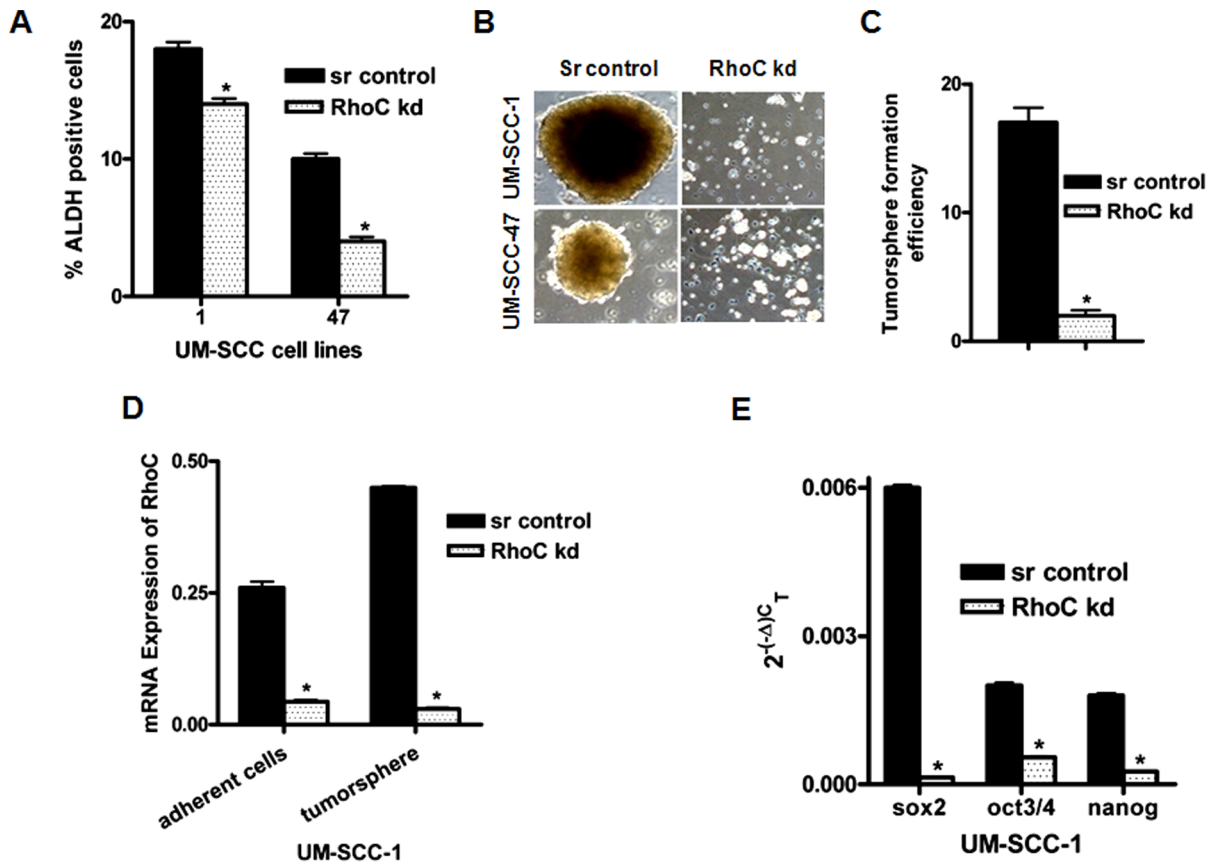 A
20
10
0
% ALDH positive cells
sr control
RhoC kd
*
*
1
47
UM-SCC cell lines
B
Sr control
RhoC kd
UM-SCC-1
UM-SCC-47
C
20
10
0
Tumorsphere formation
efficiency
sr control
RhoC kd
*
D
0.50
0.25
0.00
mRNA Expression of RhoC
sr control
RhoC kd
*
*
adherent cells
tumorsphere
UM-SCC-1
E
0.006
0.003
0.000
2-(-Δ)CT
sr control
RhoC kd
*
*
*
sox2
oct3/4
nanog
UM-SCC-1